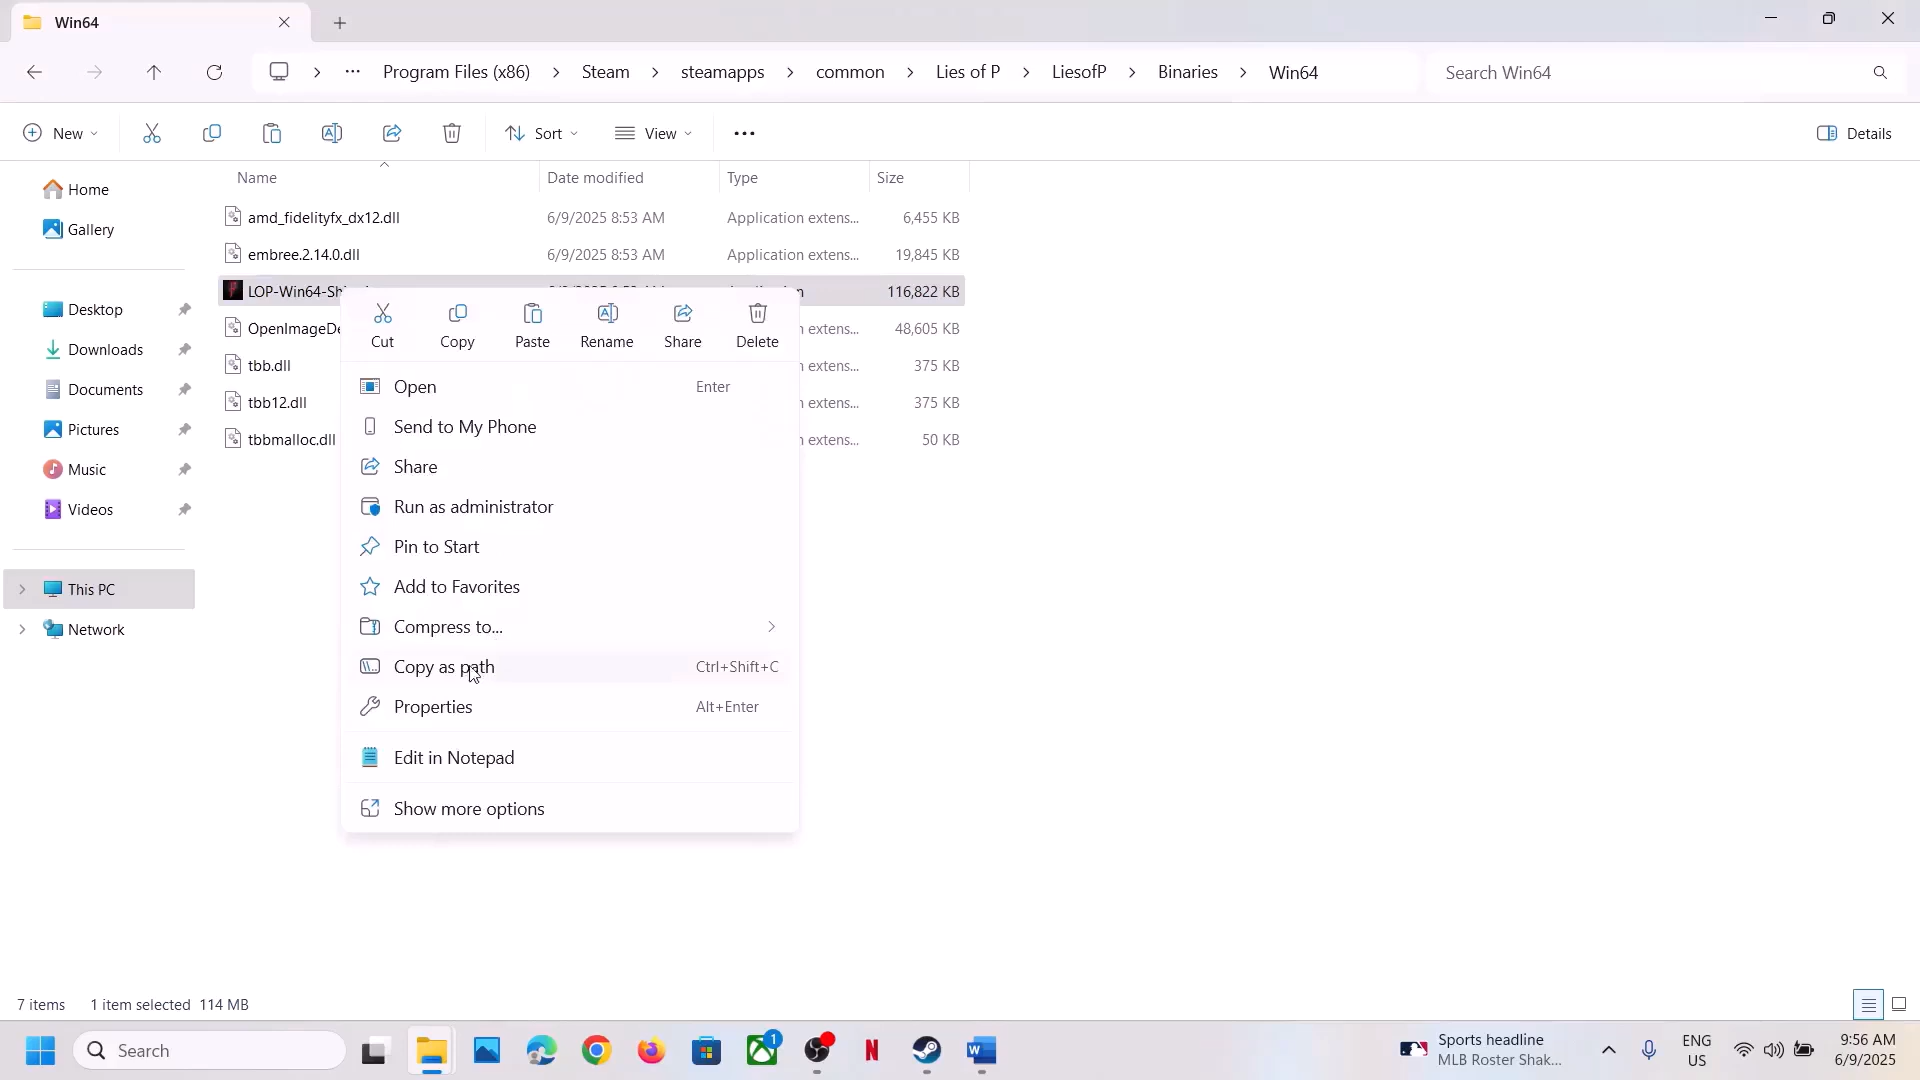 Win64
Program Files (x86)
Steam
steamapps
common
Lies of P
LiesofP
Binaries
Win64
Search Win64
New
Sort
View
Details
Name
Date modified
Type
Size
Home
Gallery
Desktop
Downloads
Documents
Pictures
Music
Videos
This PC
Network
amd_fidelityfx_dx12.dll 6/9/2025 8:53 AM Application extens... 6,455 KB
embree.2.14.0.dll 6/9/2025 8:53 AM Application extens... 19,845 KB
LOP-Win64-Sh 116,822 KB
OpenImageDe 48,605 KB
tbb.dll extens... 375 KB
tbb12.dll extens... 375 KB
tbbmalloc.dll extens... 50 KB
Cut
Copy
Paste
Rename
Share
Delete
Open Enter
Send to My Phone
Share
Run as administrator
Pin to Start
Add to Favorites
Compress to...
Copy as path Ctrl+Shift+C
Properties Alt+Enter
Edit in Notepad
Show more options
7 items 1 item selected 114 MB
Search
1
Sports headline
MLB Roster Shak...
ENG
US
9:56 AM
6/9/2025